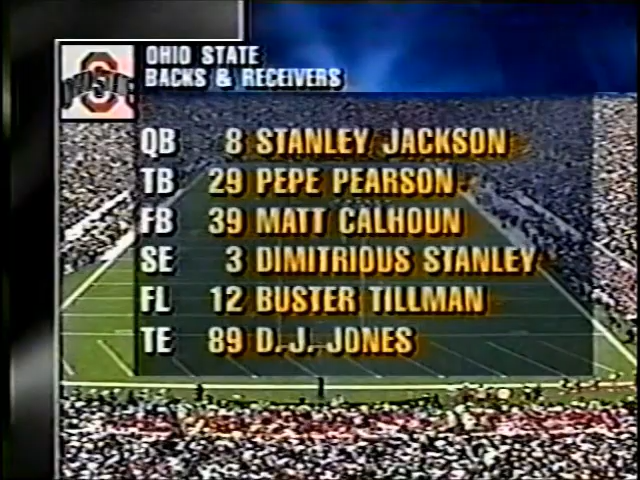 OHIO STATE
BACKS & RECEIVERS
QB 8 STANLEY JACKSON
TB 29 PEPE PEARSON
FB 39 MATT CALHOUN
SE 3 DIMITRIOUS STANLEY
FL 12 BUSTER TILLMAN
TE 89 D.J. JONES